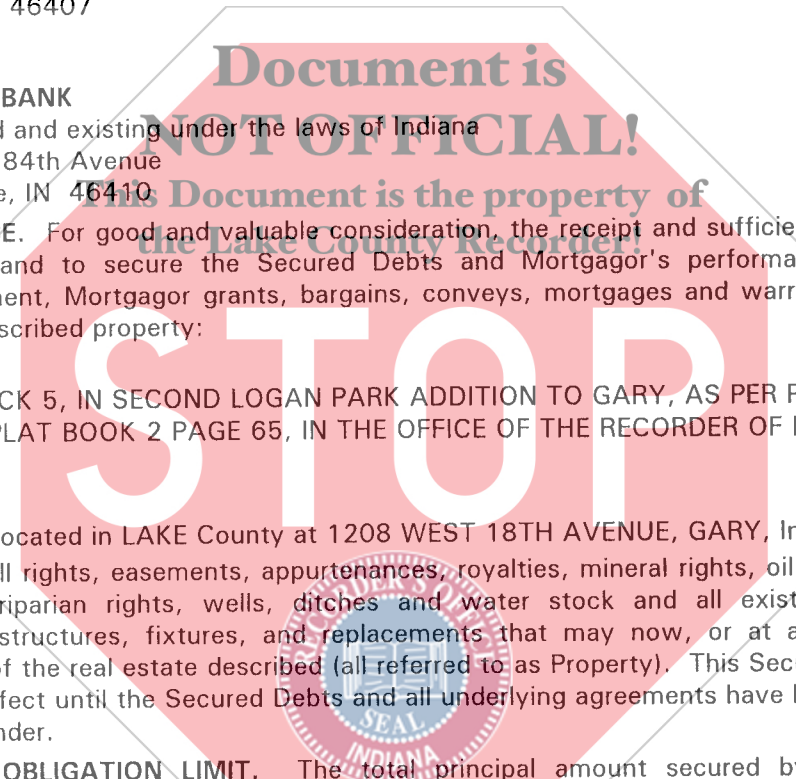 46407
Document is
BANK
d and existing under the laws of Indiana
NOT OFFICIAL!
84th Avenue
e, IN 46410
This Document is the property of
E. For good and valuable consideration, the receipt and sufficie
the Lake County Recorder!
and to secure the Secured Debts and Mortgagor's performa
ent, Mortgagor grants, bargains, conveys, mortgages and warr
scribed property:
STOP
CK 5, IN SECOND LOGAN PARK ADDITION TO GARY, AS PER P
PLAT BOOK 2 PAGE 65, IN THE OFFICE OF THE RECORDER OF
ocated in LAKE County at 1208 WEST 18TH AVENUE, GARY, In
ll rights, easements, appurtenances, royalties, mineral rights, oil
riparian rights, wells, ditches and water stock and all exist
structures, fixtures, and replacements that may now, or at a
of the real estate described (all referred to as Property). This Sec
fect until the Secured Debts and all underlying agreements have
nder.
RECORDER'S OFFICE
SEAL
INDIANA
OBLIGATION LIMIT. The total principal amount secured by